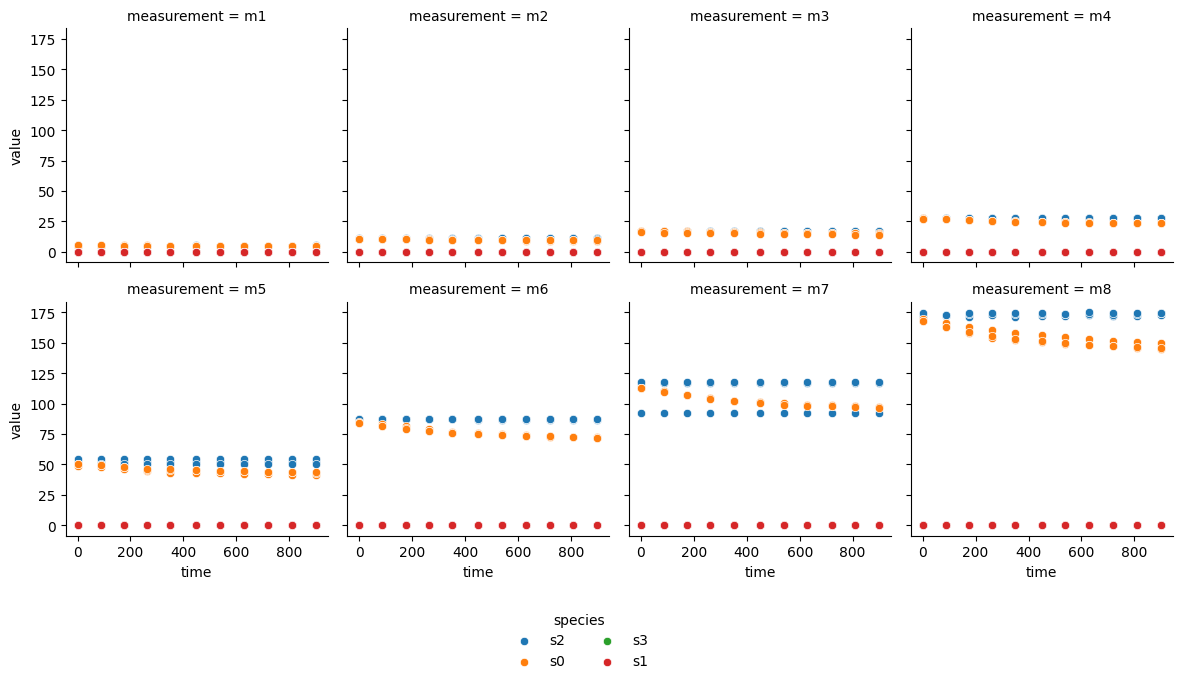 measurement = m1 measurement = m2 measurement = m3 measurement = m4
175
150
125
100
75
50
25
0
value
measurement = m5 measurement = m6 measurement = m7 measurement = m8
175
150
125
100
75
50
25
0
value
0 200 400 600 800 0 200 400 600 800 0 200 400 600 800 0 200 400 600 800
time time time time
species
s2 s3
s0 s1